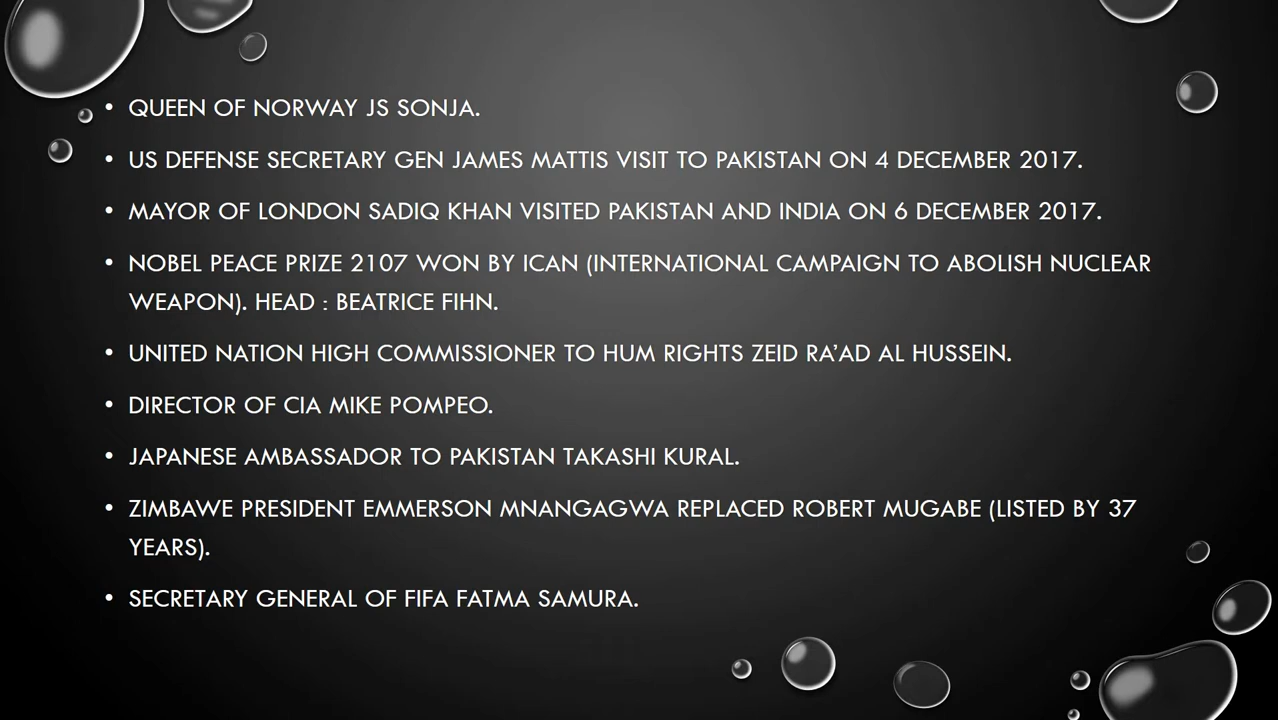 • QUEEN OF NORWAY JS SONJA.
• US DEFENSE SECRETARY GEN JAMES MATTIS VISIT TO PAKISTAN ON 4 DECEMBER 2017.
• MAYOR OF LONDON SADIQ KHAN VISITED PAKISTAN AND INDIA ON 6 DECEMBER 2017.
• NOBEL PEACE PRIZE 2107 WON BY ICAN (INTERNATIONAL CAMPAIGN TO ABOLISH NUCLEAR
WEAPON). HEAD : BEATRICE FIHN.
• UNITED NATION HIGH COMMISSIONER TO HUM RIGHTS ZEID RA’AD AL HUSSEIN.
• DIRECTOR OF CIA MIKE POMPEO.
• JAPANESE AMBASSADOR TO PAKISTAN TAKASHI KURAL.
• ZIMBAWE PRESIDENT EMMERSON MNANGAGWA REPLACED ROBERT MUGABE (LISTED BY 37
YEARS).
• SECRETARY GENERAL OF FIFA FATMA SAMURA.